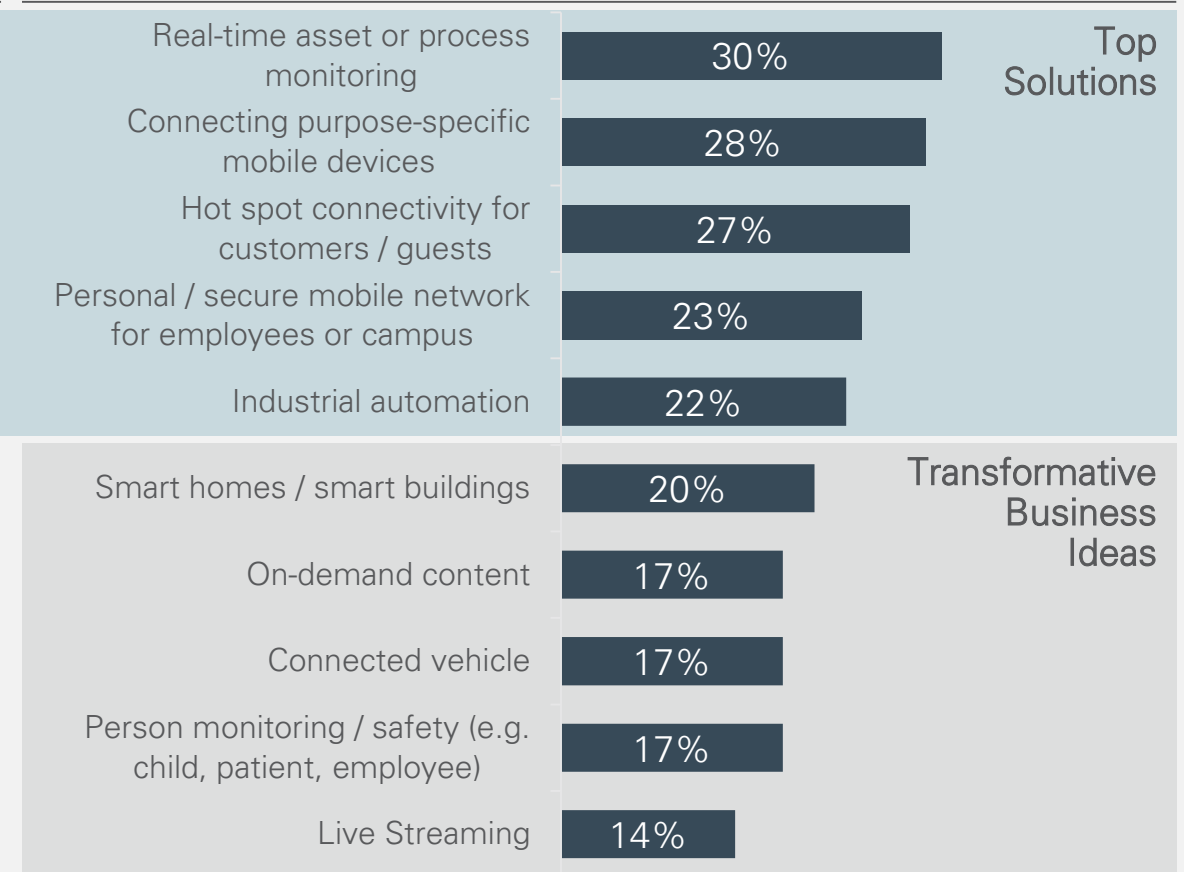 Real-time asset or process
monitoring
30%
Top
Solutions
Connecting purpose-specific
mobile devices
28%
Hot spot connectivity for
customers / guests
27%
Personal / secure mobile network
for employees or campus
23%
Industrial automation
22%
Smart homes / smart buildings
20%
Transformative
Business
Ideas
On-demand content
17%
Connected vehicle
17%
Person monitoring / safety (e.g.
child, patient, employee)
17%
Live Streaming
14%